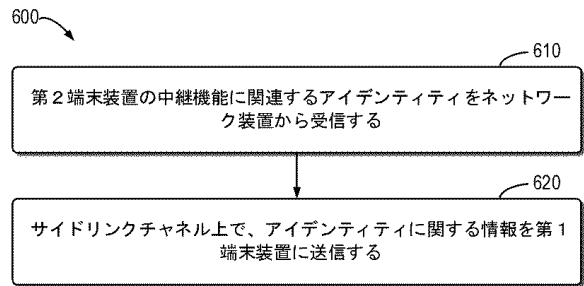 600
610
第２端末装置の中継機能に関連するアイデンティティをネットワー
ク装置から受信する
620
サイドリンクチャネル上で、アイデンティティに関する情報を第１
端末装置に送信する